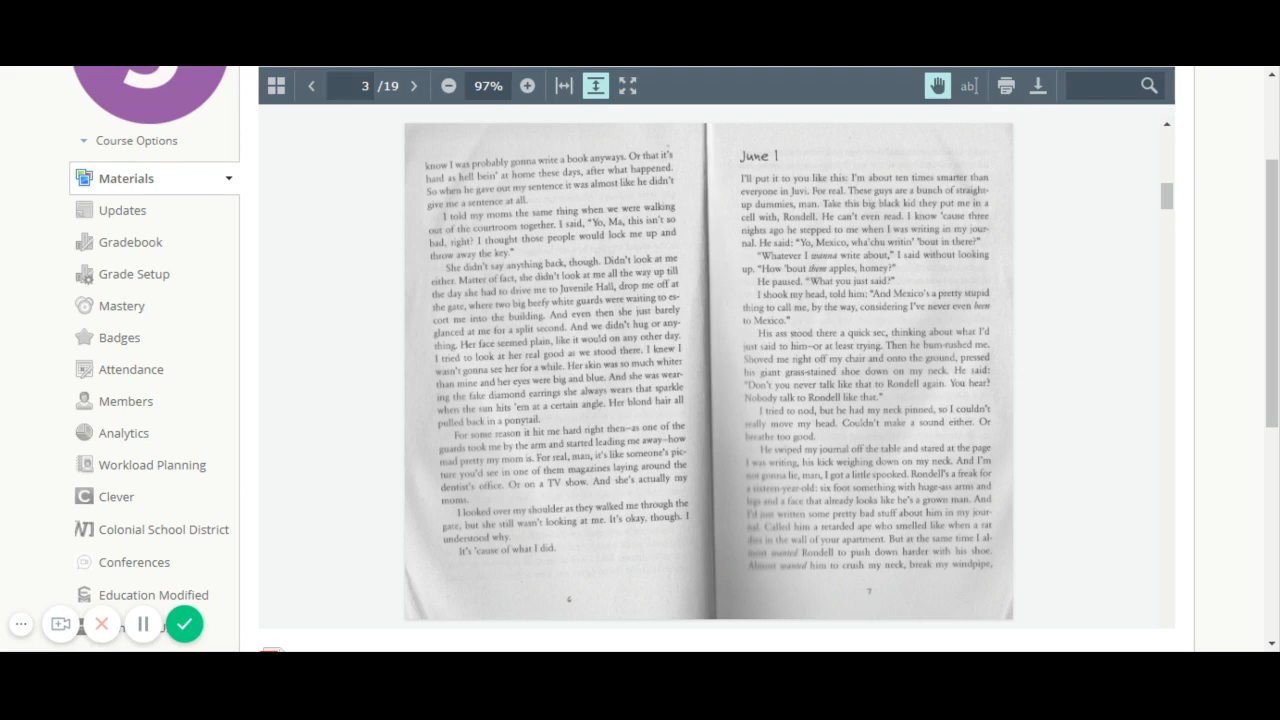 3 /19
97%
ab
Course Options
Materials
Updates
Gradebook
Grade Setup
Mastery
Badges
Attendance
Members
Analytics
Workload Planning
Clever
Colonial School District
Conferences
Education Modified
know I was probably gonna write a book anyways. Or that it's
hard as hell bein' at home these days, after what happened.
So when he gave out my sentence it was almost like he didn't
give me a sentence at all.
I told my moms the same thing when we were walking
out of the courtroom together. I said, "Yo, Ma, this isn't so
bad, right? I thought those people would lock me up and
throw away the key."
She didn't say anything back, though. Didn't look at me
either. Matter of fact, she didn't look at me all the way up till
the day she had to drive me to Juvenile Hall, drop me off at
the gate, where two big beefy white guards were waiting to es-
cort me into the building. And even then she just barely
glanced at me for a split second. And we didn't hug or any-
thing. Her face seemed plain, like it would on any other day.
I tried to look at her real good as we stood there. I knew I
wasn't gonna see her for a while. Her skin was so much whiter
than mine and her eyes were big and blue. And she was wear-
ing the fake diamond earrings she always wears that sparkle
when the sun hits 'em at a certain angle. Her blond hair all
pulled back in a ponytail.
For some reason it hit me hard right then—as one of the
guards took me by the arm and started leading me away—how
mad pretty my mom is. For real, man, it's like someone's pic-
ture you'd see in one of them magazines laying around the
dentist's office. Or on a TV show. And she's actually my
moms.
I looked over my shoulder as they walked me through the
gate, but she still wasn't looking at me. It's okay, though. I
understood why.
It's 'cause of what I did.
6
June 1
I'll put it to you like this: I'm about ten times smarter than
everyone in Juvi. For real. These guys are a bunch of straight-
up dummies, man. Take this big black kid they put me in a
cell with, Rondell. He can't even read. I know 'cause three
nights ago he stepped to me when I was writing in my jour-
nal. He said: "Yo, Mexico, wha'chu writin' 'bout in there?"
"Whatever I wanna write about," I said without looking
up. "How 'bout them apples, homey?"
He paused. "What you just said?"
I shook my head, told him: "And Mexico's a pretty stupid
thing to call me, by the way, considering I've never even been
to Mexico."
His ass stood there a quick sec, thinking about what I'd
just said to him—or at least trying. Then he bum-rushed me.
Shoved me right off my chair and onto the ground, pressed
his giant grass-stained shoe down on my neck. He said:
"Don't you never talk like that to Rondell again. You hear?
Nobody talk to Rondell like that."
I tried to nod, but he had my neck pinned, so I couldn't
really move my head. Couldn't make a sound either. Or
breathe too good.
He swiped my journal off the table and stared at the page
I was writing, his kick weighing down on my neck. And I'm
not gonna lie, man, I got a little spooked. Rondell's a freak for
a sixteen-year-old: six foot something with huge-ass arms and
legs and a face that already looks like he's a grown man. And
I'd just written some pretty bad stuff about him in my jour-
nal. Called him a retarded ape who smelled like when a rat
dies in the wall of your apartment. But at the same time I al-
most wanted Rondell to push down harder with his shoe.
Almost wanted him to crush my neck, break my windpipe,
7